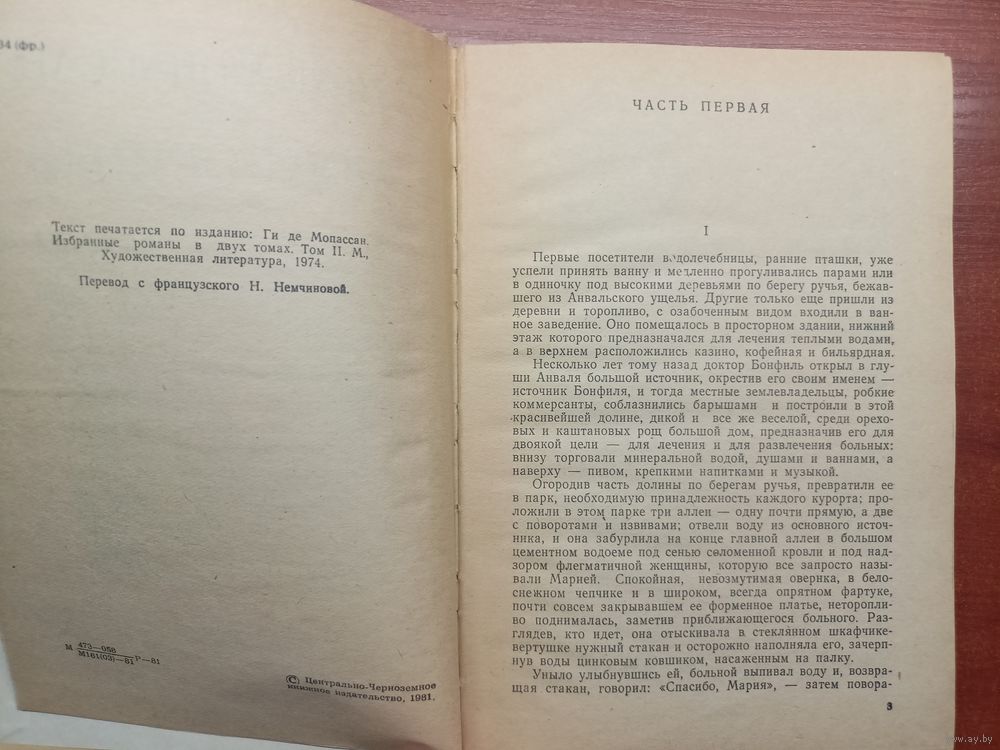 84 (фр.)
Текст печатается по изданию: Ги де Мопассан.
Избранные романы в двух томах. Том II. М.,
Художественная литература, 1974.
Перевод с французского Н. Немчиновой.
М 473—058
М161(03)—81 Р—81
© Центрально-Черноземное
книжное издательство, 1981.
ЧАСТЬ ПЕРВАЯ
I
Первые посетители водолечебницы, ранние пташки, уже
успели принять ванну и медленно прогуливались парами или
в одиночку под высокими деревьями по берегу ручья, бежав-
шего из Анвальского ущелья. Другие только еще пришли из
деревни и торопливо, с озабоченным видом входили в ван-
ное заведение. Оно помещалось в просторном здании, нижний
этаж которого предназначался для лечения теплыми водами,
а в верхнем расположились казино, кофейная и бильярдная.
Несколько лет тому назад доктор Бонфиль открыл в глу-
ши Анваля большой источник, окрестив его своим именем —
источник Бонфиля, и тогда местные землевладельцы, робкие
коммерсанты, соблазнились барышами и построили в этой
красивейшей долине, дикой и все же веселой, среди орехо-
вых и каштановых рощ большой дом, предназначив его для
двоякой цели — для лечения и для развлечения больных:
внизу торговали минеральной водой, душами и ваннами, а
наверху — пивом, крепкими напитками и музыкой.
Огородив часть долины по берегам ручья, превратили ее
в парк, необходимую принадлежность каждого курорта; про-
ложили в этом парке три аллеи — одну почти прямую, а две
с поворотами и извивами; отвели воду из основного источ-
ника, и она забурлила на конце главной аллеи в большом
цементном водоеме под сенью соломенной кровли и под над-
зором флегматичной женщины, которую все запросто назы-
вали Марией. Спокойная, невозмутимая овернка, в бело-
снежном чепчике и в широком, всегда опрятном фартуке,
почти совсем закрывавшем ее форменное платье, неторопли-
во поднималась, заметив приближающегося больного. Раз-
глядев, кто идет, она отыскивала в стеклянном шкафчике-
вертушке нужный стакан и осторожно наполняла его, зачерп-
нув воды цинковым ковшиком, насаженным на палку.
Уныло улыбнувшись ей, больной выпивал воду и, возвра-
щая стакан, говорил: «Спасибо, Мария», — затем повора-
3
www.ay.by